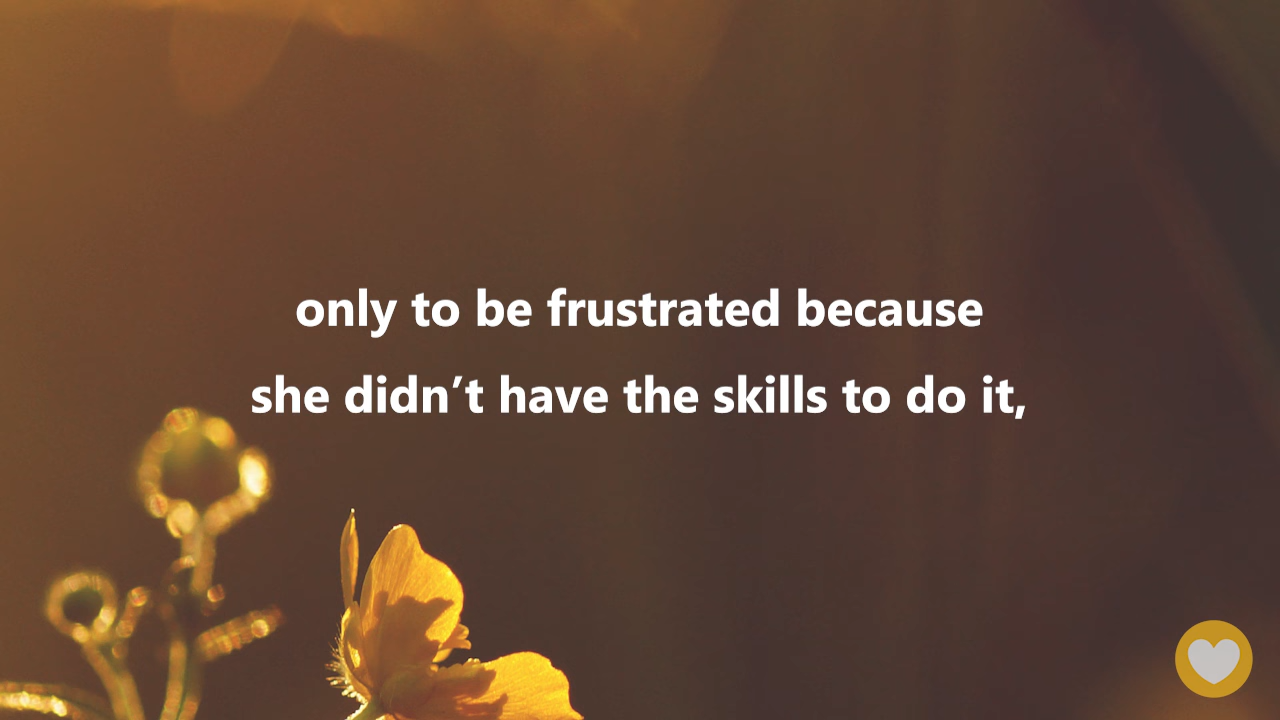 only to be frustrated because
she didn’t have the skills to do it,